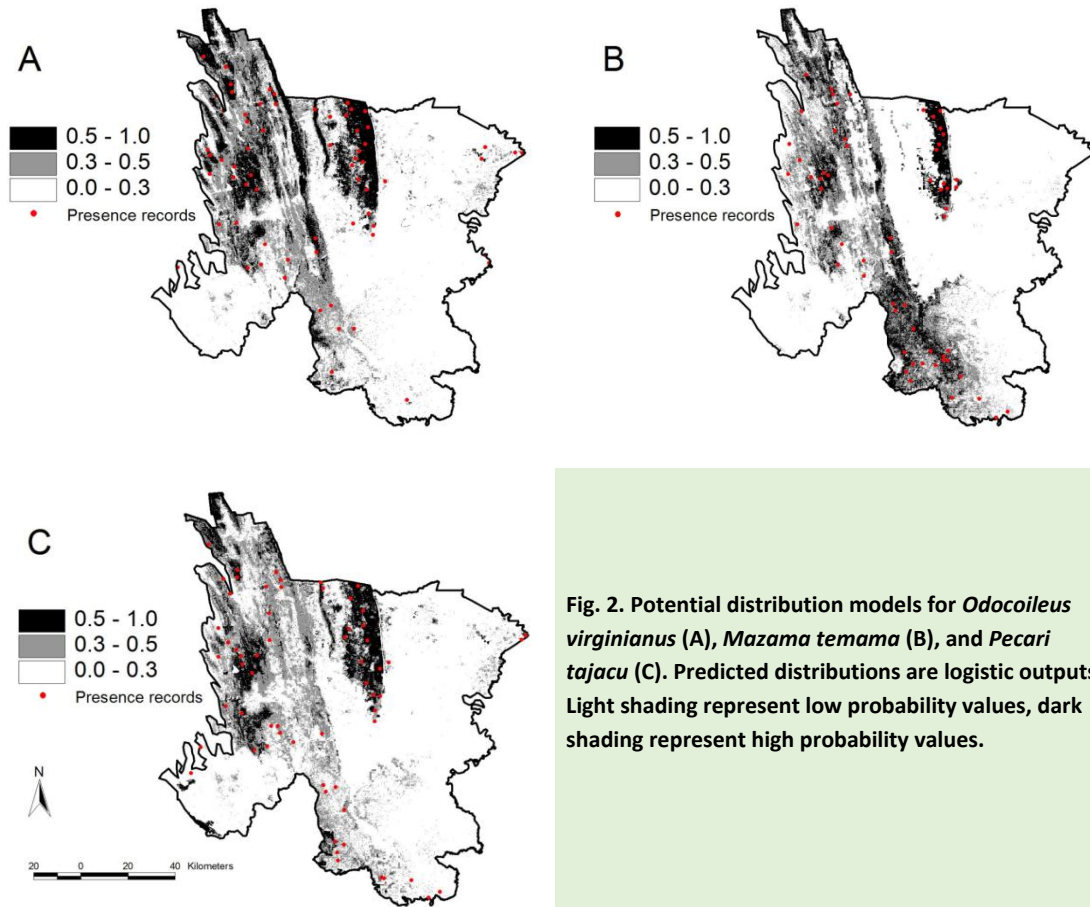 A
0.5 - 1.0
0.3 - 0.5
0.0 - 0.3
Presence records
B
0.5 - 1.0
0.3 - 0.5
0.0 - 0.3
Presence records
C
0.5 - 1.0
0.3 - 0.5
0.0 - 0.3
Presence records
N
20 0 20 40 Kilometers
Fig. 2. Potential distribution models for Odocoileus
virginianus (A), Mazama temama (B), and Pecari
tajacu (C). Predicted distributions are logistic outputs
Light shading represent low probability values, dark
shading represent high probability values.